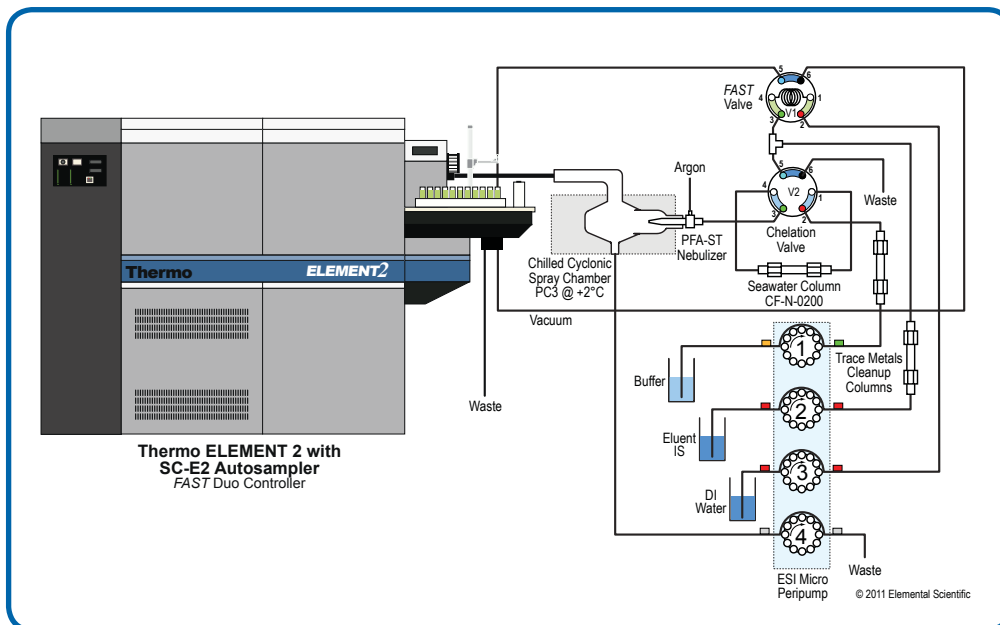 5
6
FAST
Valve
4
1
V1
3
2
5
6
4
V2
1
3
2
Argon
Waste
Chelation
Valve
PFA-ST
Nebulizer
Chilled Cyclonic
Spray Chamber
PC3 @ +2°C
Seawater Column
CF-N-0200
Vacuum
Thermo
ELEMENT2
Waste
Thermo ELEMENT 2 with
SC-E2 Autosampler
FAST Duo Controller
1
Trace Metals
Cleanup
Columns
Buffer
2
Eluent
IS
3
DI
Water
4
Waste
ESI Micro
Peripump
© 2011 Elemental Scientific